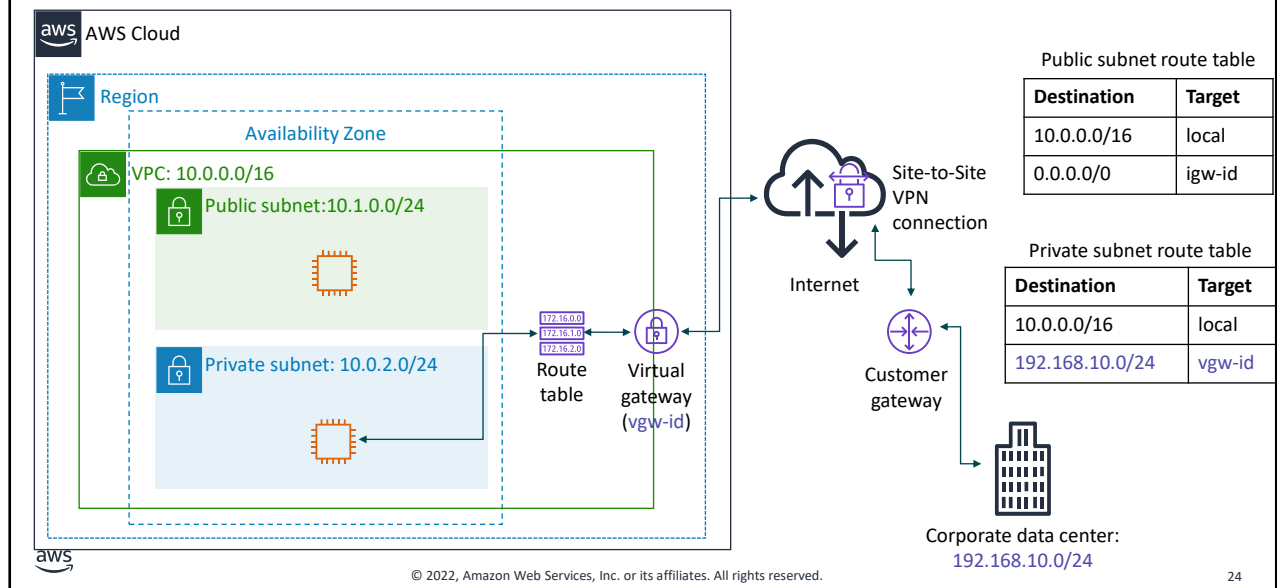 aws
AWS Cloud
Region
Availability Zone
VPC: 10.0.0.0/16
Public subnet:10.1.0.0/24
Private subnet: 10.0.2.0/24
172.16.0.0
172.16.1.0
172.16.2.0
Route
table
Virtual
gateway
(vgw-id)
Site-to-Site
VPN
connection
Internet
Customer
gateway
Corporate data center:
192.168.10.0/24
Public subnet route table
Destination Target
10.0.0.0/16 local
0.0.0.0/0 igw-id
Private subnet route table
Destination Target
10.0.0.0/16 local
192.168.10.0/24 vgw-id
aws
© 2022, Amazon Web Services, Inc. or its affiliates. All rights reserved.
24